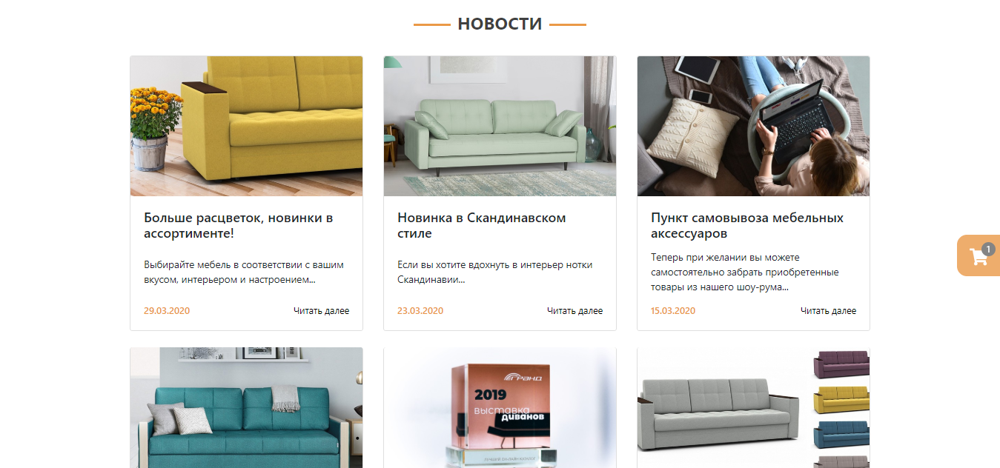 НОВОСТИ
Больше расцветок, новинки в
ассортименте!
Выбирайте мебель в соответствии с вашим
вкусом, интерьером и настроением...
29.03.2020
Читать далее
Новинка в Скандинавском
стиле
Если вы хотите вдохнуть в интерьер нотки
Скандинавии...
23.03.2020
Читать далее
Пункт самовывоза мебельных
аксессуаров
Теперь при желании вы можете
самостоятельно забрать приобретенные
товары из нашего шоу-рума...
15.03.2020
Читать далее
1
ГРАНД
2019
выставка
диванов
ЛУЧШИЙ ОНЛАЙН КАТАЛОГ